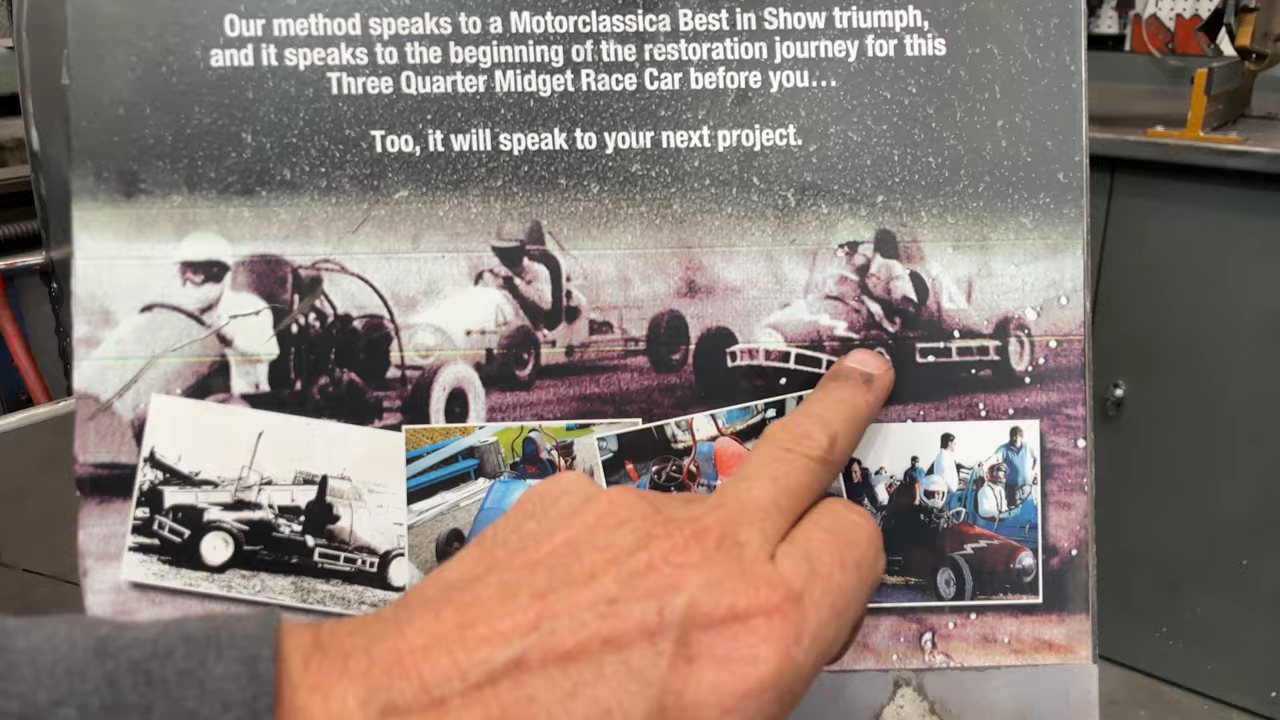 Our method speaks to a Motorclassica Best in Show triumph,
and it speaks to the beginning of the restoration journey for this
Three Quarter Midget Race Car before you...
Too, it will speak to your next project.